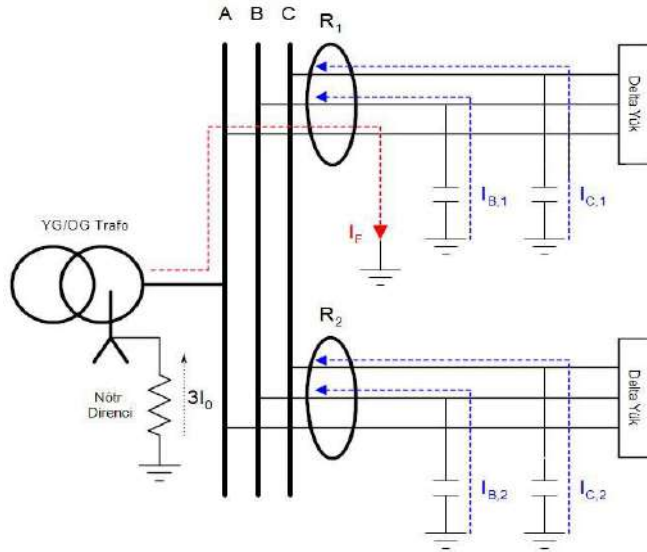 A B C
R1
Delta Yük
IB,1
IC,1
IF
YG/OG Trafo
Nötr
Direnci
3I0
R2
Delta Yük
IB,2
IC,2